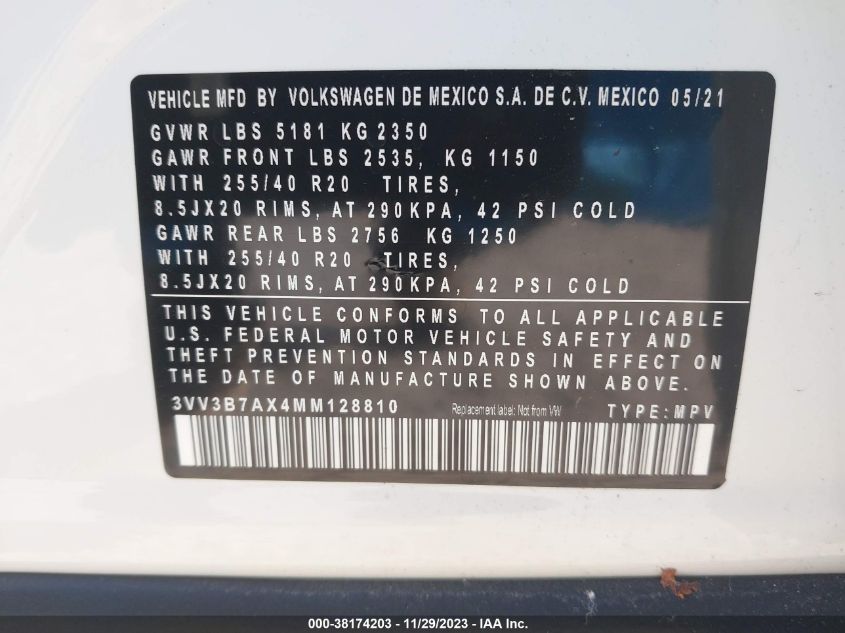 VEHICLE MFD BY VOLKSWAGEN DE MEXICO S.A. DE C.V. MEXICO 05/21
GVWR LBS 5181 KG 2350
GAWR FRONT LBS 2535, KG 1150
WITH 255/40 R20 TIRES,
8.5JX20 RIMS, AT 290KPA, 42 PSI COLD
GAWR REAR LBS 2756 KG 1250
WITH 255/40 R20 TIRES,
8.5JX20 RIMS, AT 290KPA, 42 PSI COLD
THIS VEHICLE CONFORMS TO ALL APPLICABLE
U.S. FEDERAL MOTOR VEHICLE SAFETY AND
THEFT PREVENTION STANDARDS IN EFFECT ON
THE DATE OF MANUFACTURE SHOWN ABOVE.
3VV3B7AX4MM128810 Replacement label: Not from VW TYPE:MPV
000-38174203 - 11/29/2023 - IAA Inc.